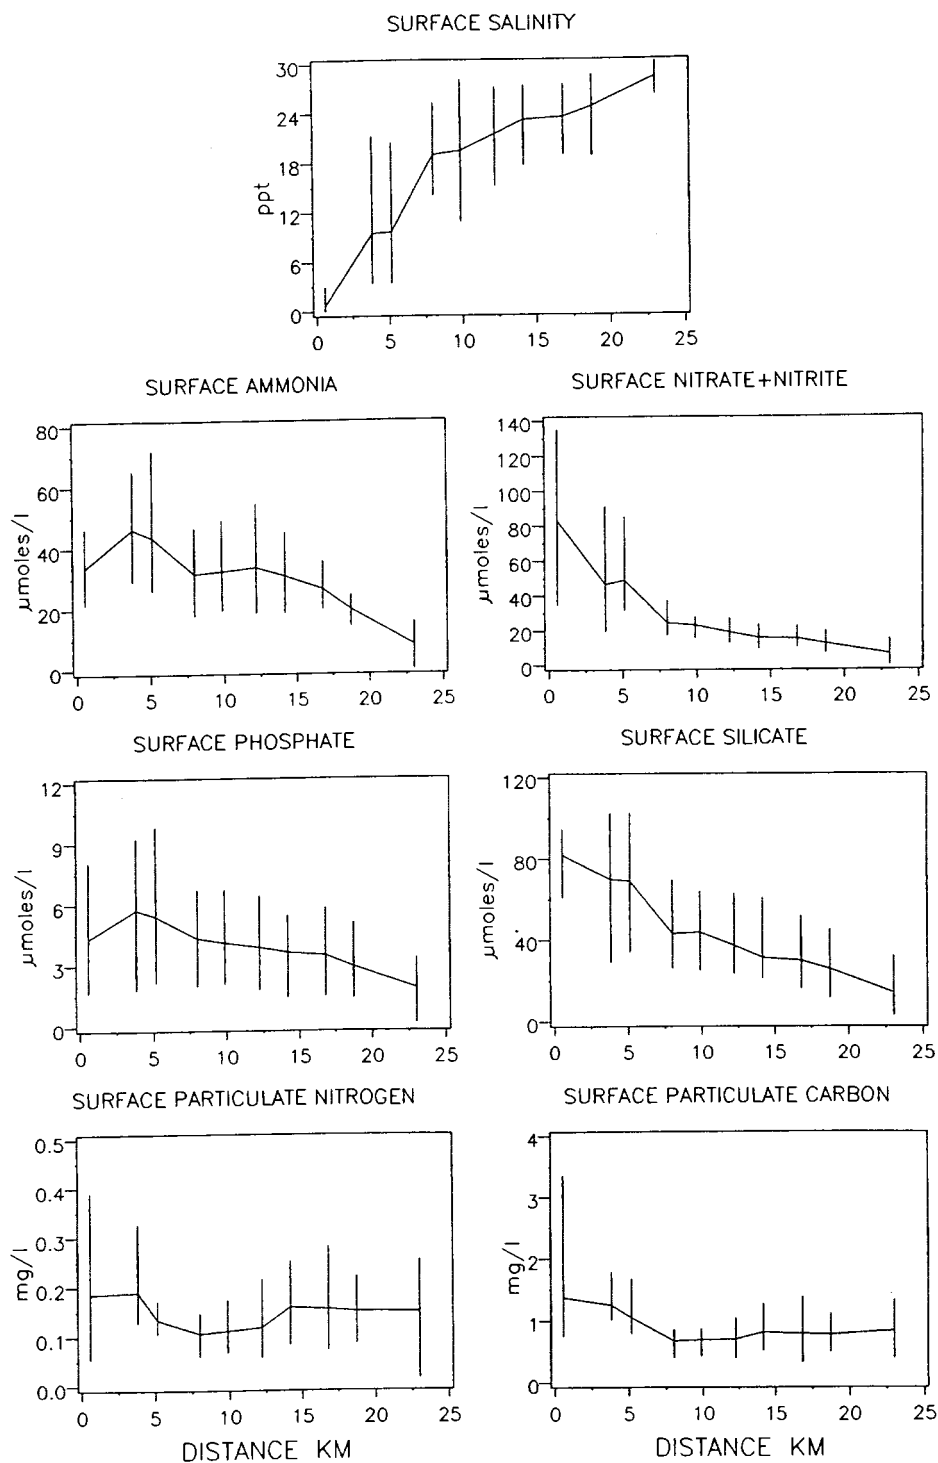 SURFACE SALINITY
30
24
18
12
6
0
ppt
0 5 10 15 20 25
SURFACE AMMONIA
80
60
40
20
0
μmoles/l
0 5 10 15 20 25
SURFACE NITRATE+NITRITE
140
120
100
80
60
40
20
0
μmoles/l
0 5 10 15 20 25
SURFACE PHOSPHATE
12
9
6
3
0
μmoles/l
0 5 10 15 20 25
SURFACE SILICATE
120
80
40
0
μmoles/l
0 5 10 15 20 25
SURFACE PARTICULATE NITROGEN
0.5
0.4
0.3
0.2
0.1
0.0
mg/l
0 5 10 15 20 25
DISTANCE KM
SURFACE PARTICULATE CARBON
4
3
2
1
0
mg/l
0 5 10 15 20 25
DISTANCE KM